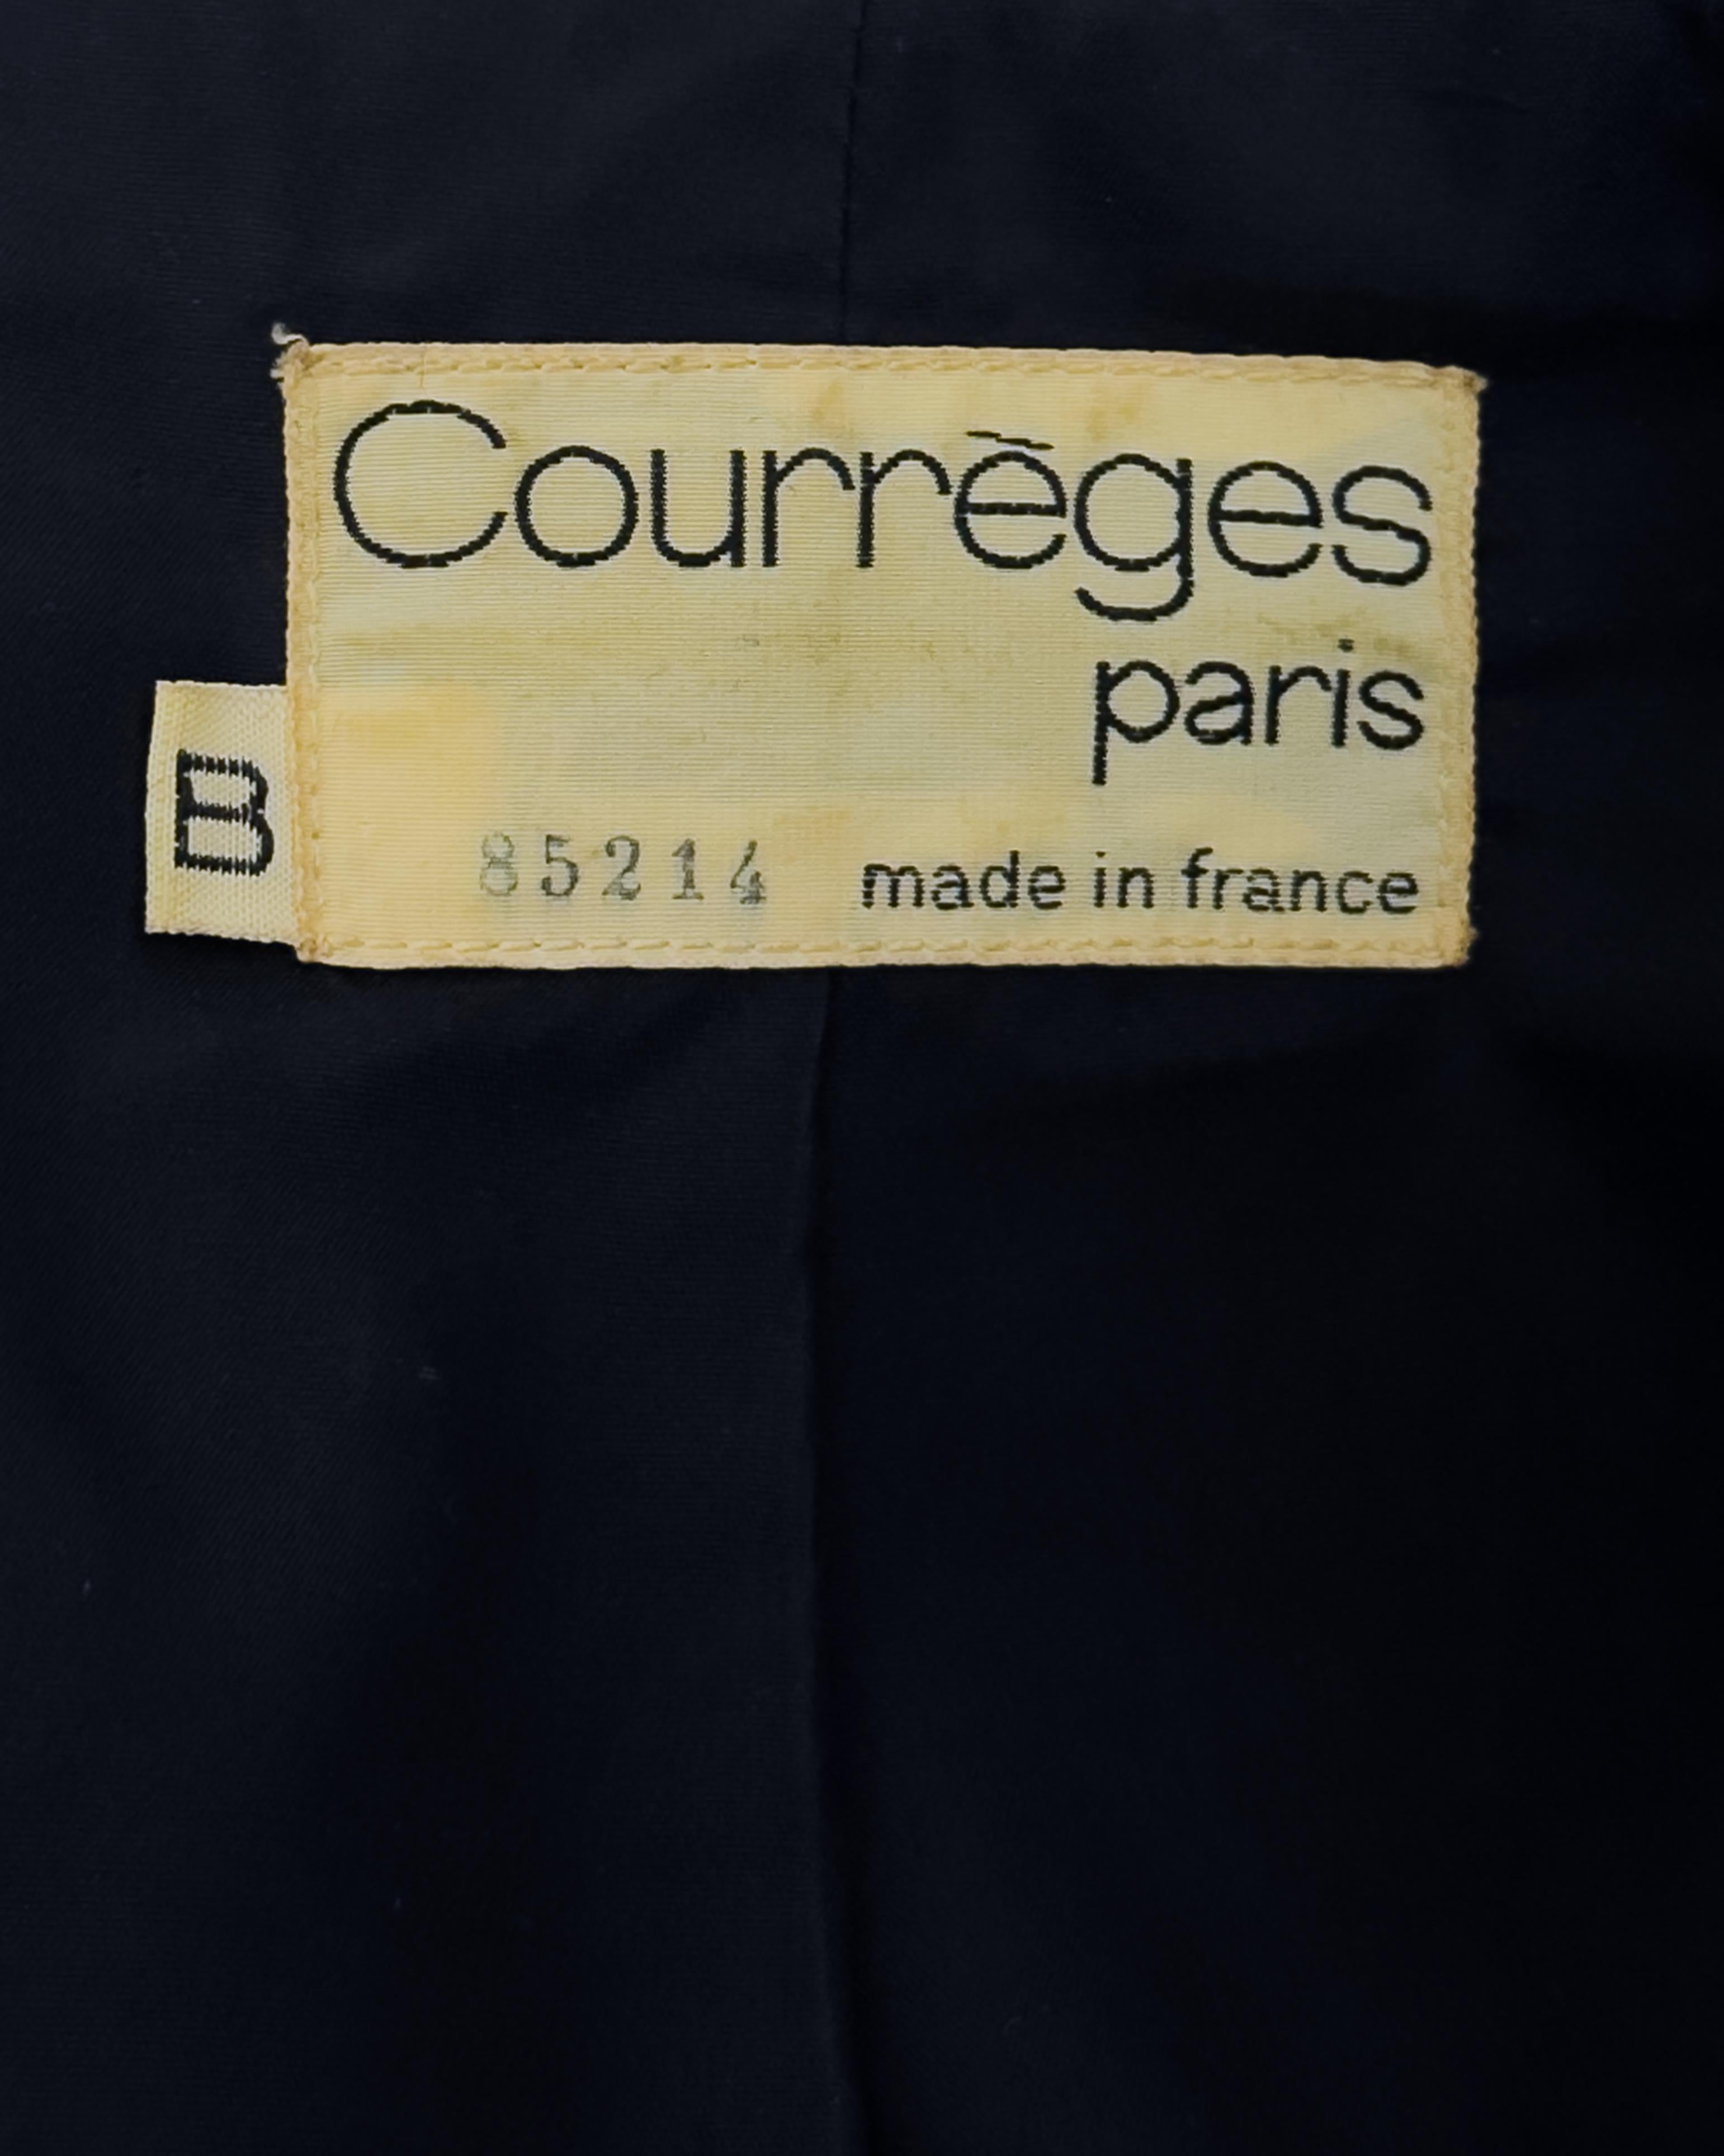 Courrèges
paris
B
85214 made in france